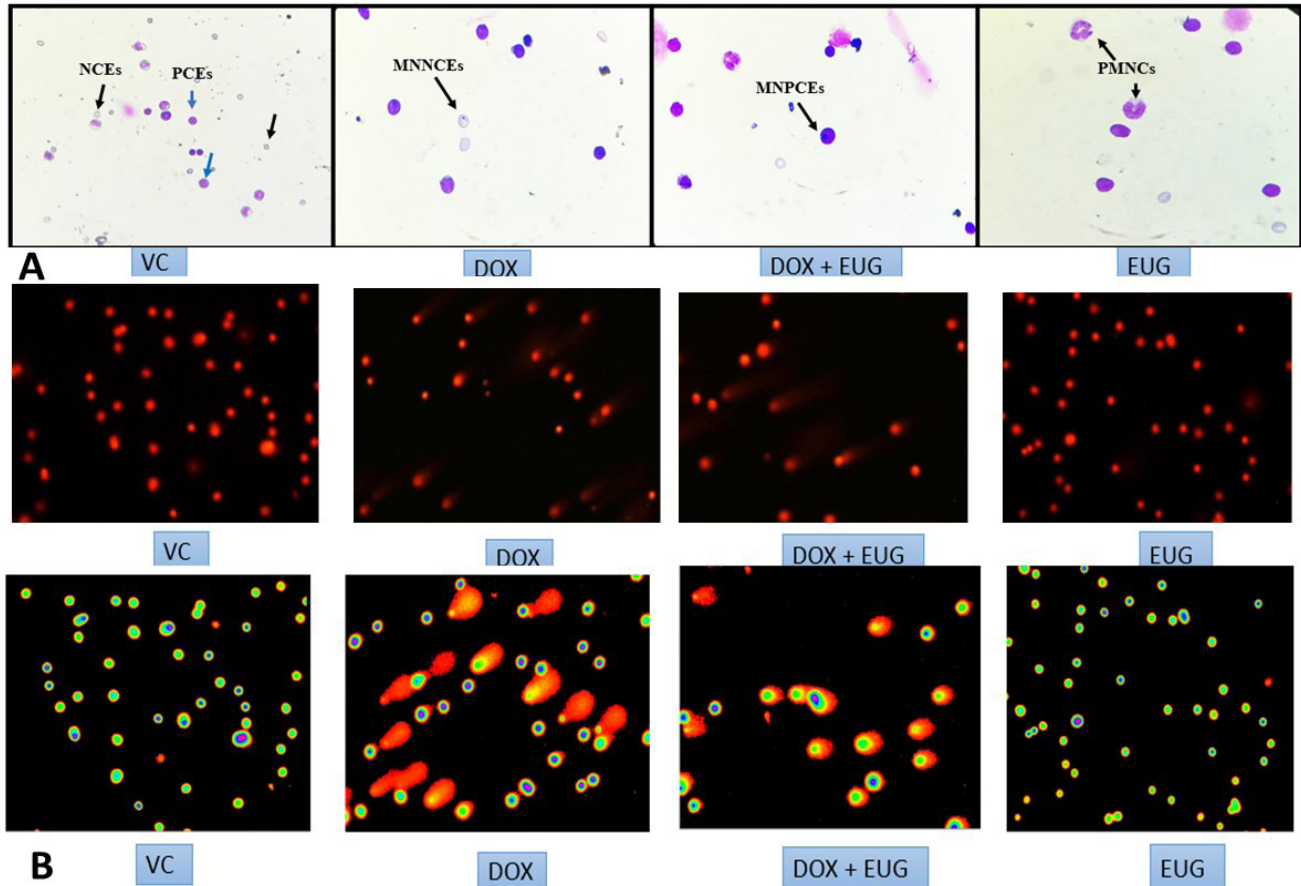 NCEs
PCEs
MNNCEs
MNPCEs
PMNCs
A
VC
DOX
DOX + EUG
EUG
VC
DOX
DOX + EUG
EUG
B
VC
DOX
DOX + EUG
EUG